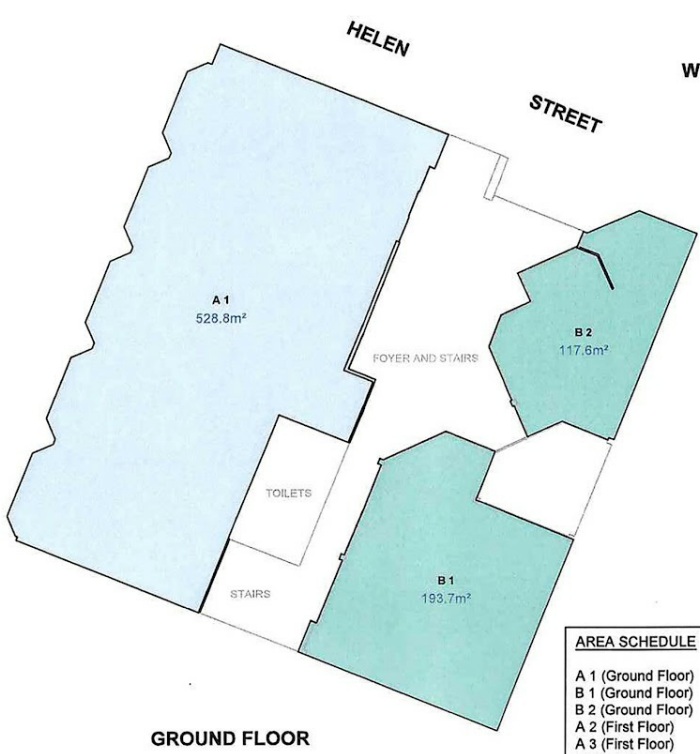 HELEN
STREET
W
A 1
528.8m²
B 2
117.6m²
FOYER AND STAIRS
TOILETS
B 1
193.7m²
STAIRS
AREA SCHEDULE
A 1 (Ground Floor)
B 1 (Ground Floor)
B 2 (Ground Floor)
A 2 (First Floor)
A 3 (First Floor)
GROUND FLOOR